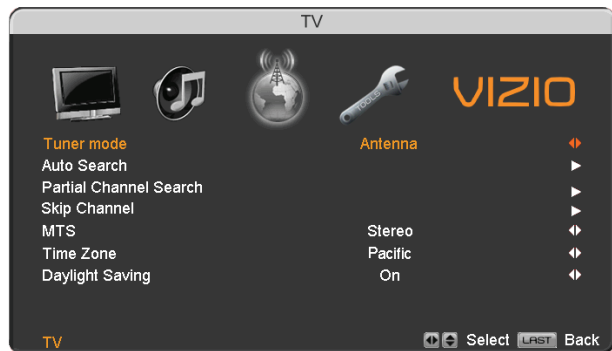 TV
TOOLS
VIZIO
Tuner mode Antenna
Auto Search
Partial Channel Search
Skip Channel
MTS Stereo
Time Zone Pacific
Daylight Saving On
TV Select LAST Back